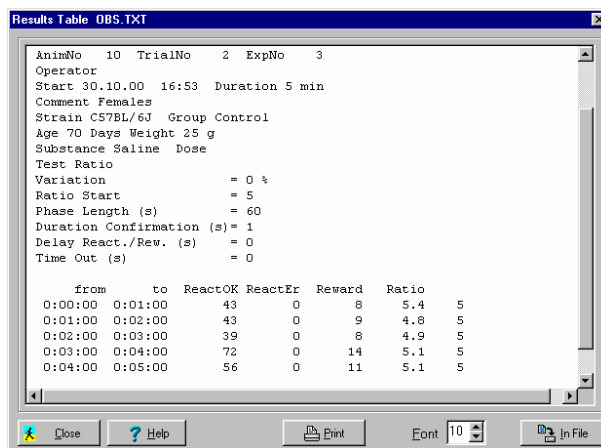 Results Table OBS.TXT
AnimNo 10 TrialNo 2 ExpNo 3
Operator
Start 30.10.00 16:53 Duration 5 min
Comment Females
Strain C57BL/6J Group Control
Age 70 Days Weight 25 g
Substance Saline Dose
Test Ratio
Variation = 0 %
Ratio Start = 5
Phase Length (s) = 60
Duration Confirmation (s)= 1
Delay React./Rew. (s) = 0
Time Out (s) = 0
from to ReactOK ReactEr Reward Ratio
0:00:00 0:01:00 43 0 8 5.4 5
0:01:00 0:02:00 43 0 9 4.8 5
0:02:00 0:03:00 39 0 8 4.9 5
0:03:00 0:04:00 72 0 14 5.1 5
0:04:00 0:05:00 56 0 11 5.1 5
Close Help Print Font 10 In File